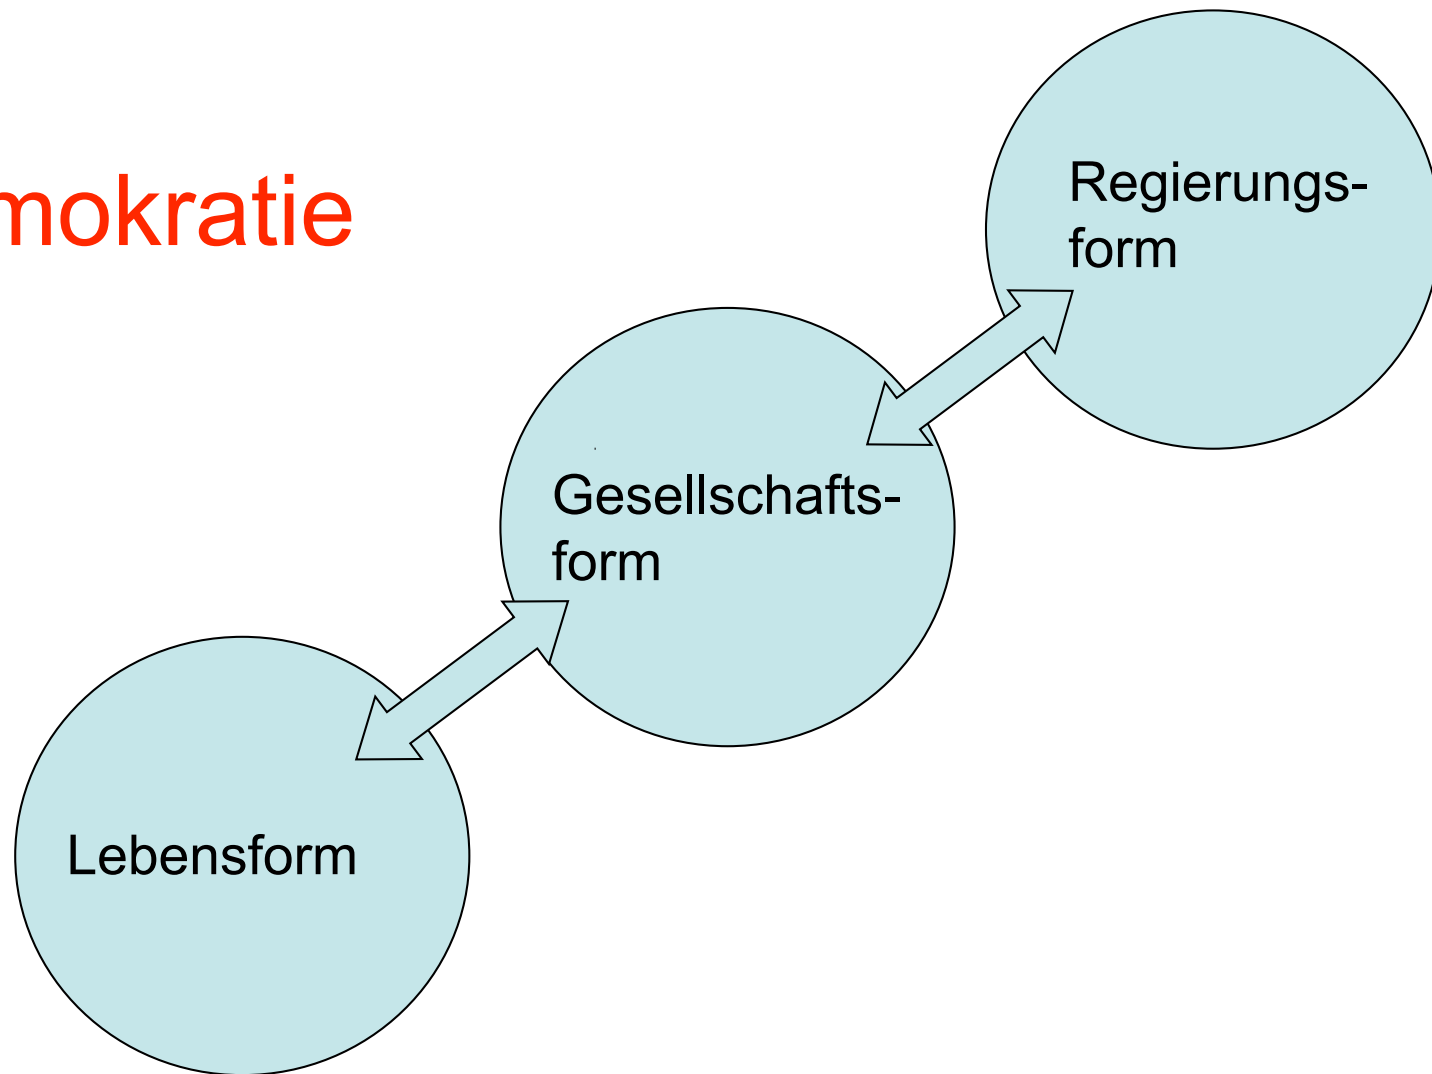 mokratie
Regierungs-
form
Gesellschafts-
form
Lebensform